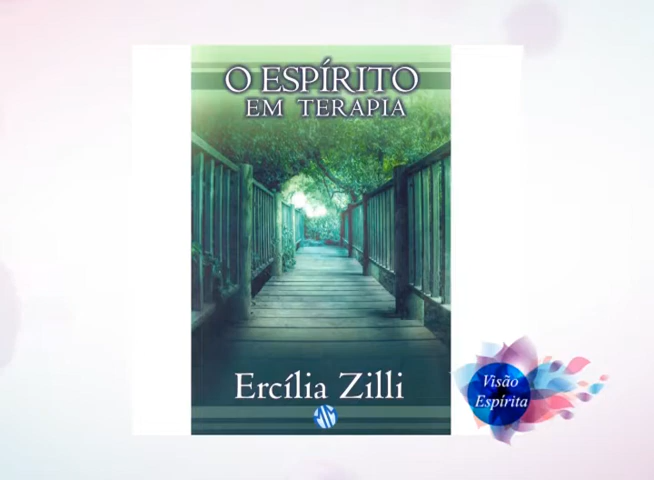 O ESPÍRITO
EM TERAPIA
Ercília Zilli
Visão
Espírita